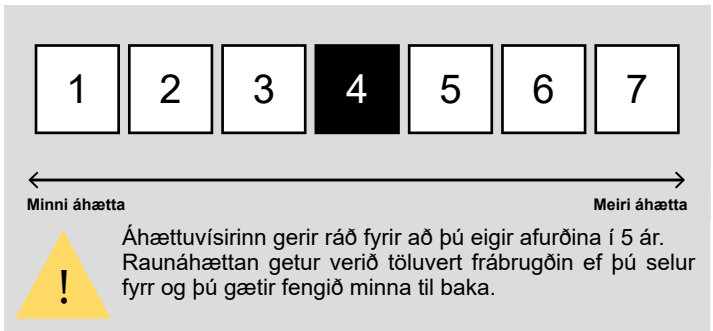 1 2 3 4 5 6 7
Minni áhætta Meiri áhætta
Áhættuvísirinn gerir ráð fyrir að þú eigir afurðina í 5 ár.
Raunáhættan getur verið töluvert frábrugðin ef þú selur
fyrr og þú gætir fengið minna til baka.
!